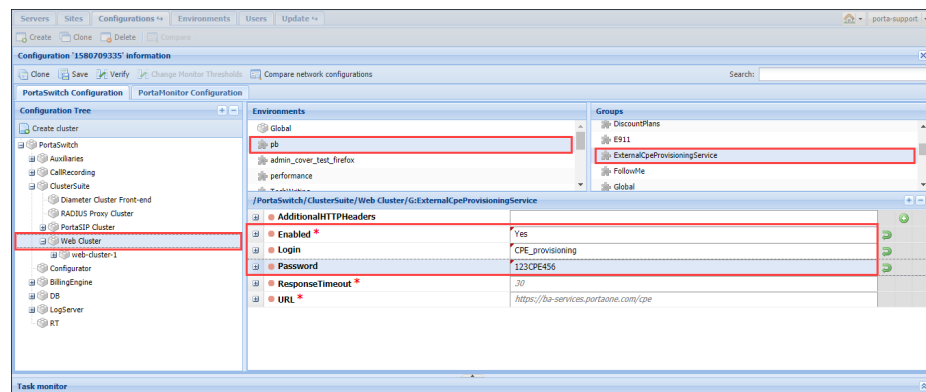 Servers Sites Configurations Environments Users Update porta-support
Create Clone Delete Compare
Configuration '1580709335' information
Clone Save Verify Change Monitor Thresholds Compare network configurations Search:
PortaSwitch Configuration PortaMonitor Configuration
Configuration Tree
Create cluster
PortaSwitch
Auxiliaries
CallRecording
ClusterSuite
Diameter Cluster Front-end
RADIUS Proxy Cluster
PortaSIP Cluster
Web Cluster
web-cluster-1
Configurator
BillingEngine
DB
LogServer
RT
Environments
Global
pb
admin_cover_test_firefox
performance
TechWriting
Groups
DiscountPlans
E911
ExternalCpeProvisioningService
FollowMe
Global
/PortaSwitch/ClusterSuite/Web Cluster/G:ExternalCpeProvisioningService
AdditionalHTTPHeaders
Enabled * Yes
Login CPE_provisioning
Password 123CPE456
ResponseTimeout * 30
URL * https://ba-services.portaone.com/cpe
Task monitor